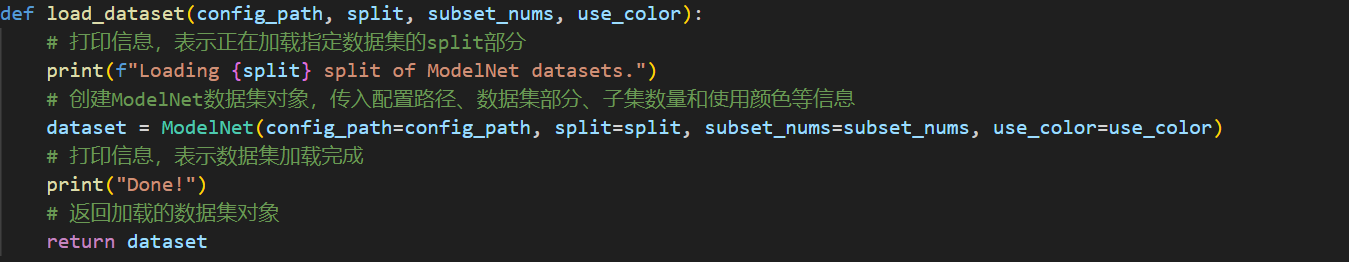 def load_dataset(config_path, split, subset_nums, use_color):
    # 打印信息，表示正在加载指定数据集的split部分
    print(f"Loading {split} split of ModelNet datasets.")
    # 创建ModelNet数据集对象，传入配置路径、数据集部分、子集数量和使用颜色等信息
    dataset = ModelNet(config_path=config_path, split=split, subset_nums=subset_nums, use_color=use_color)
    # 打印信息，表示数据集加载完成
    print("Done!")
    # 返回加载的数据集对象
    return dataset